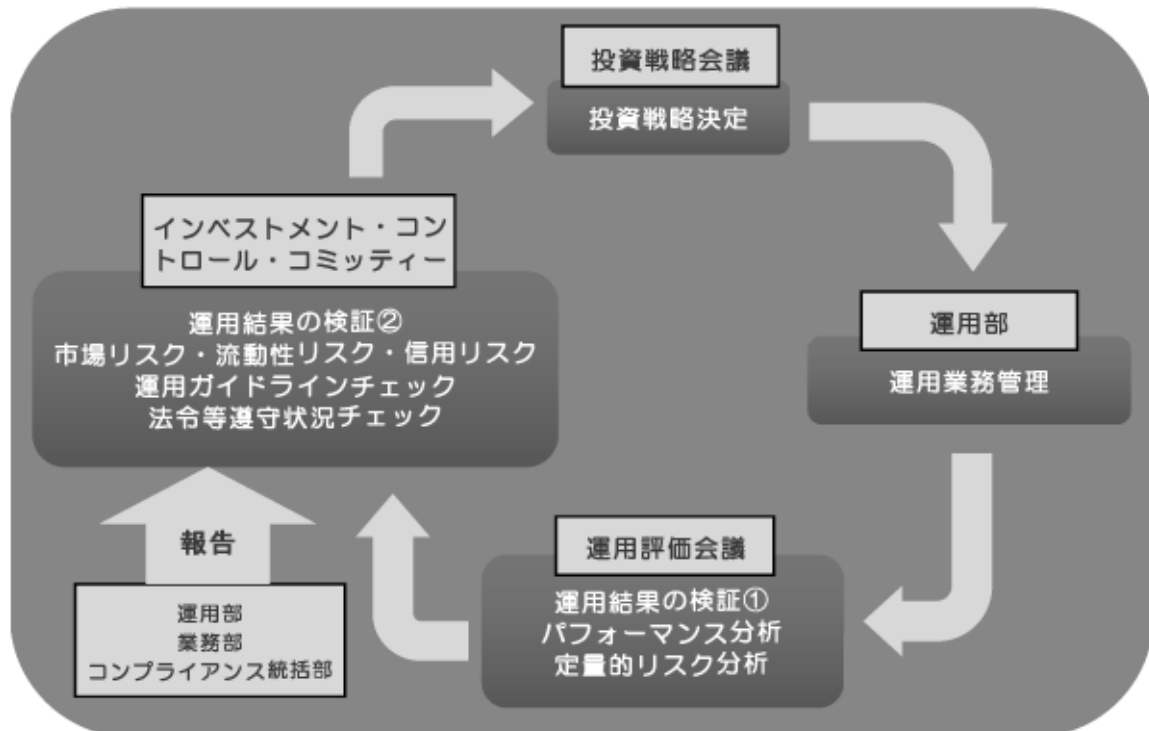 投資戦略会議
投資戦略決定
インベストメント・コン
トロール・コミッティー
運用結果の検証②
市場リスク・流動性リスク・信用リスク
運用ガイドラインチェック
法令等遵守状況チェック
運用部
運用業務管理
報告
運用部
業務部
コンプライアンス統括部
運用評価会議
運用結果の検証①
パフォーマンス分析
定量的リスク分析